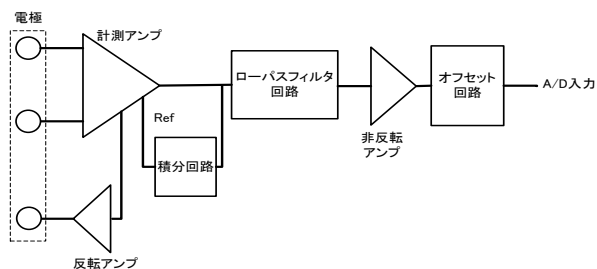 電極
計測アンプ
ローパスフィルタ
回路
オフセット
回路
A/D入力
Ref
積分回路
非反転
アンプ
反転アンプ